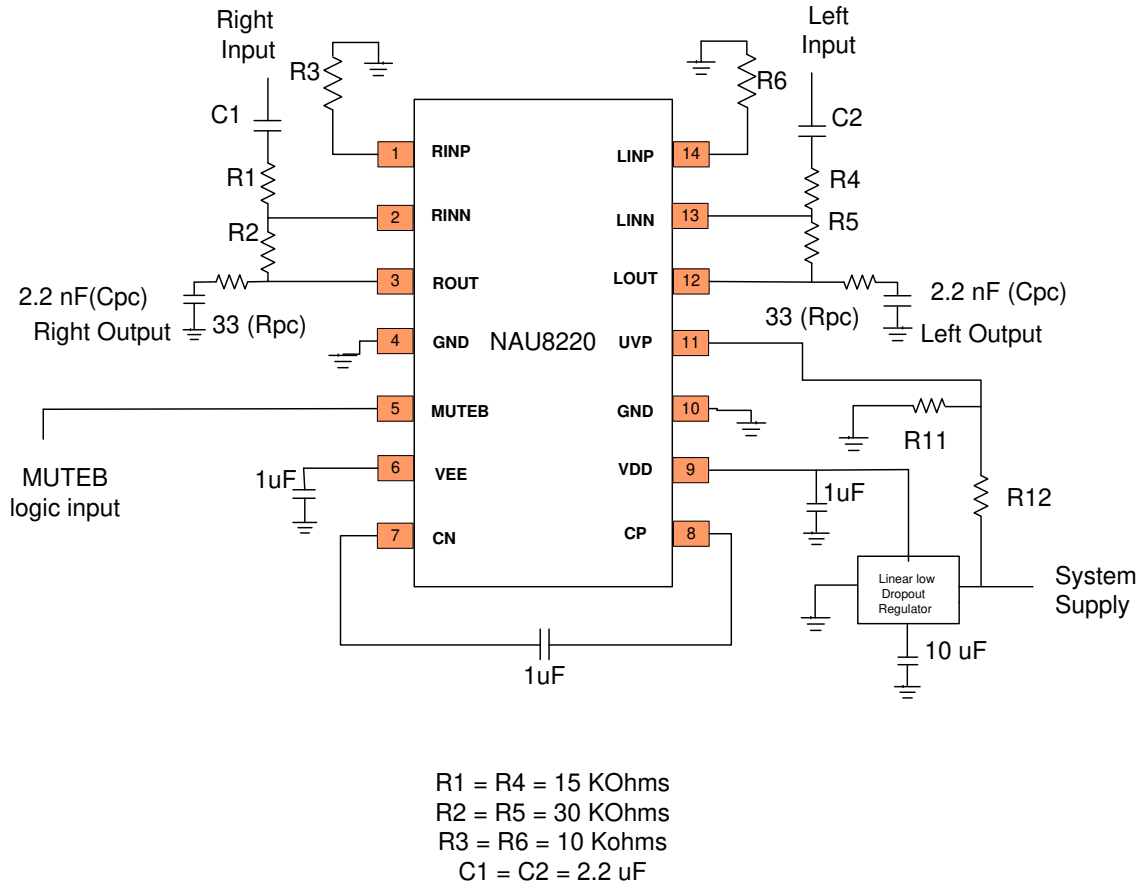 Right
Input
Left
Input
R3
R6
C1
C2
1
RINP
LINP
14
R1
R4
2
RINN
LINN
13
R2
R5
3
ROUT
LOUT
12
2.2 nF(Cpc)
Right Output
33 (Rpc)
33 (Rpc)
2.2 nF (Cpc)
Left Output
4
GND
NAU8220
UVP
11
5
MUTEB
GND
10
R11
MUTEB
logic input
1uF
6
VEE
VDD
9
1uF
R12
7
CN
CP
8
Linear low
Dropout
Regulator
System
Supply
10 uF
1uF
R1 = R4 = 15 KOhms
R2 = R5 = 30 KOhms
R3 = R6 = 10 Kohms
C1 = C2 = 2.2 uF